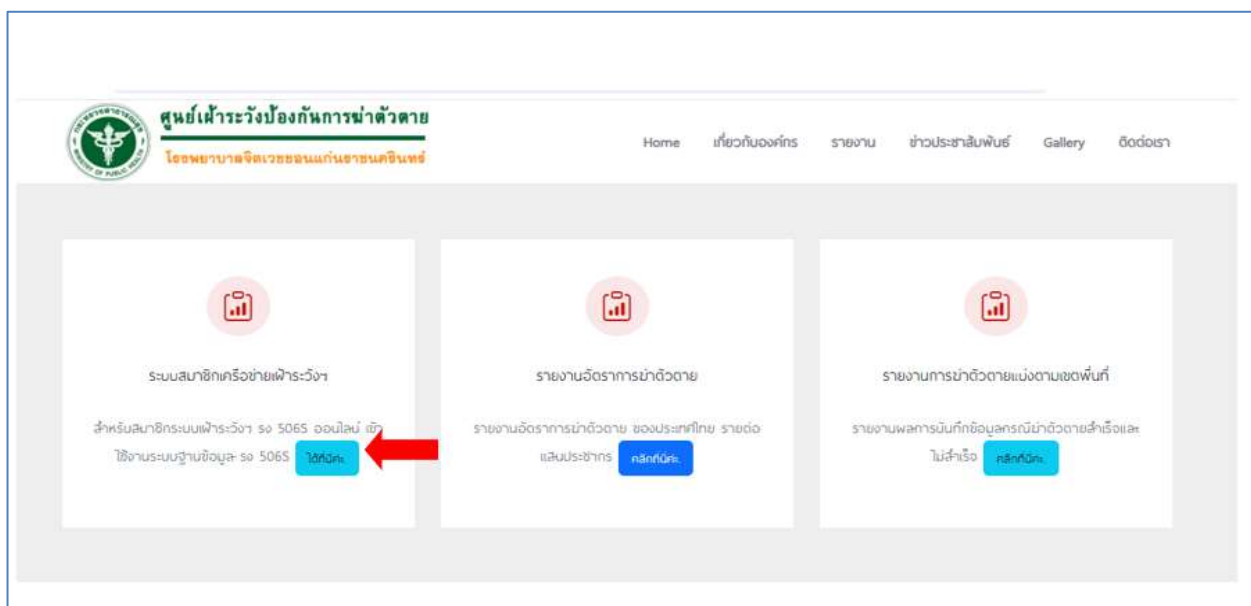 ศูนย์เฝ้าระวังป้องกันการฆ่าตัวตาย
โรงพยาบาลจิตเวชขอนแก่นราชนครินทร์
Home เกี่ยวกับองค์กร รายงาน ข่าวประชาสัมพันธ์ Gallery ติดต่อเรา
ระบบสมาชิกเครือข่ายเฝ้าระวังฯ
สำหรับสมาชิกระบบเฝ้าระวังฯ รง 506S ออนไลน์ เข้า
ใช้งานระบบฐานข้อมูล รง 506S ได้ที่นี่ค่ะ.
รายงานอัตราการฆ่าตัวตาย
รายงานอัตราการฆ่าตัวตาย ของประเทศไทย รายต่อ
แสนประชากร คลิกที่นี่ค่ะ.
รายงานการฆ่าตัวตายแบ่งตามเขตพื้นที่
รายงานผลการบันทึกข้อมูลกรณีฆ่าตัวตายสำเร็จและ
ไม่สำเร็จ คลิกที่นี่ค่ะ.